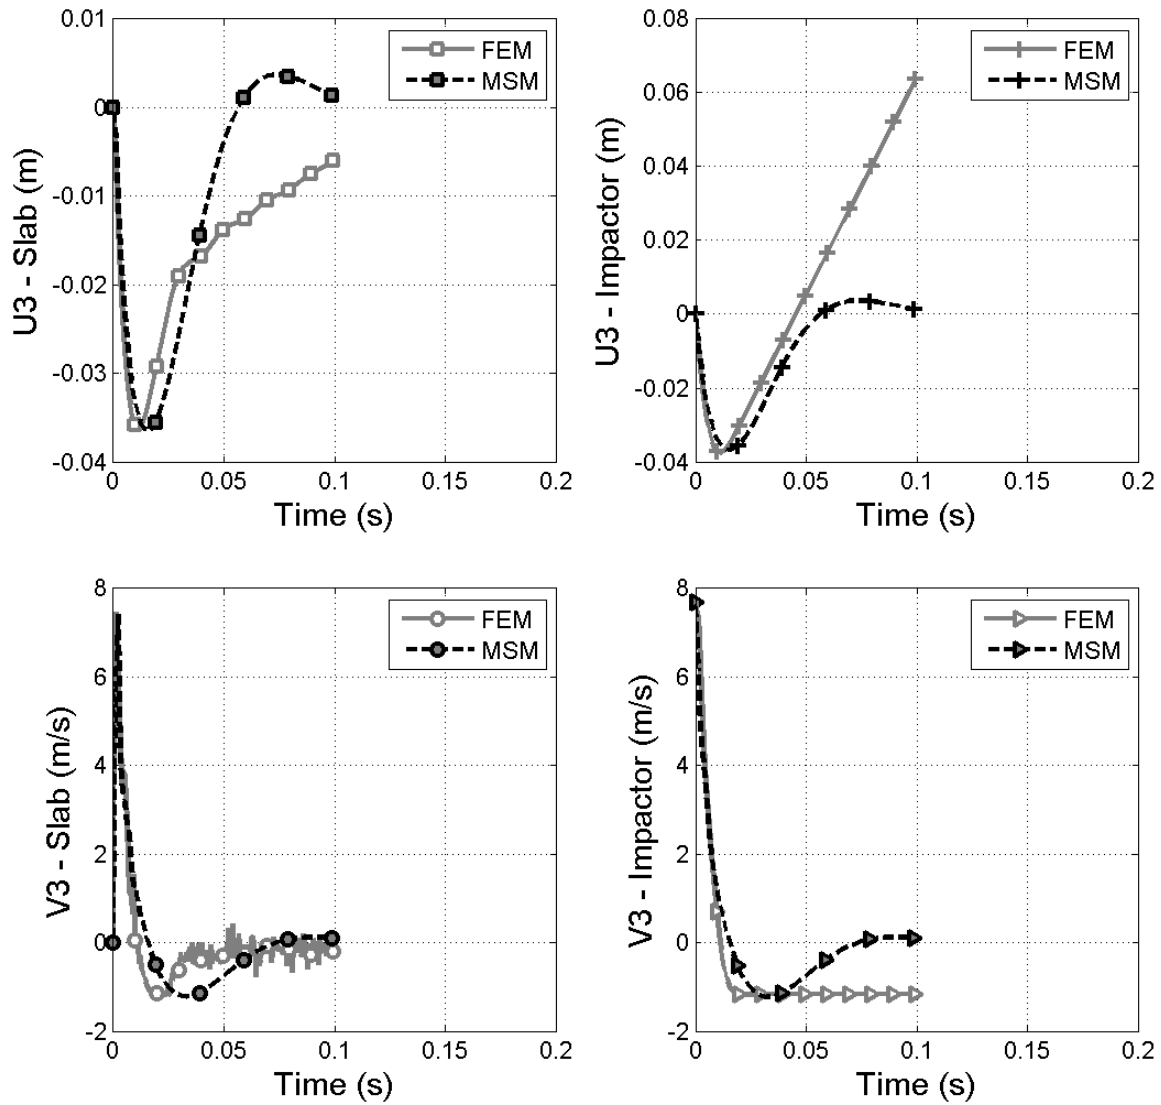 0.01
0
-0.01
-0.02
-0.03
-0.04
U3 - Slab (m)
FEM
MSM
0
0.05
0.1
0.15
0.2
Time (s)
0.08
0.06
0.04
0.02
0
-0.02
-0.04
U3 - Impactor (m)
FEM
MSM
0
0.05
0.1
0.15
0.2
Time (s)
8
6
4
2
0
-2
V3 - Slab (m/s)
FEM
MSM
0
0.05
0.1
0.15
0.2
Time (s)
8
6
4
2
0
-2
V3 - Impactor (m/s)
FEM
MSM
0
0.05
0.1
0.15
0.2
Time (s)